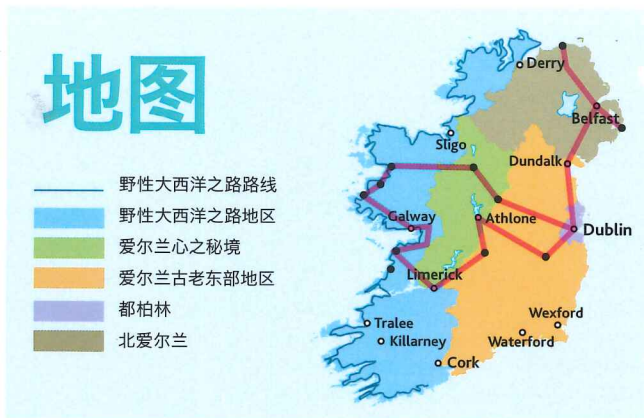 地图
野性大西洋之路路线
野性大西洋之路地区
爱尔兰心之秘境
爱尔兰古老东部地区
都柏林
北爱尔兰
Derry
Belfast
Sligo
Dundalk
Galway
Athlone
Dublin
Limerick
Wexford
Tralee
Waterford
Killarney
Cork